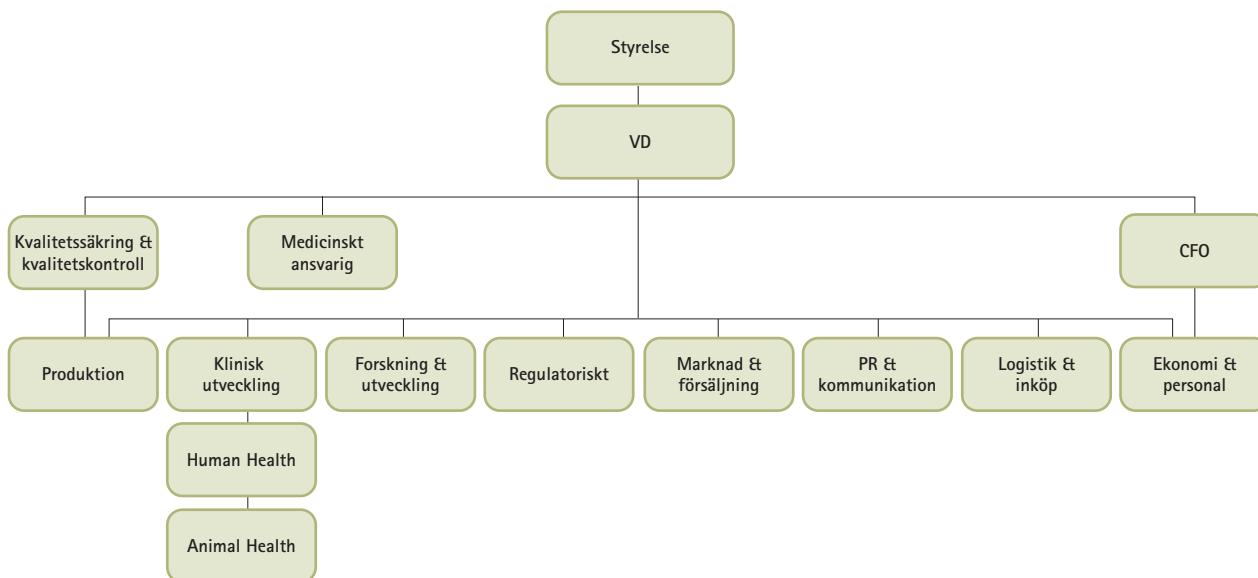 Styrelse
VD
Kvalitetssäkring &
kvalitetskontroll
Medicinskt
ansvarig
CFO
Produktion
Klinisk
utveckling
Forskning &
utveckling
Regulatoriskt
Marknad &
försäljning
PR &
kommunikation
Logistik &
inköp
Ekonomi &
personal
Human Health
Animal Health